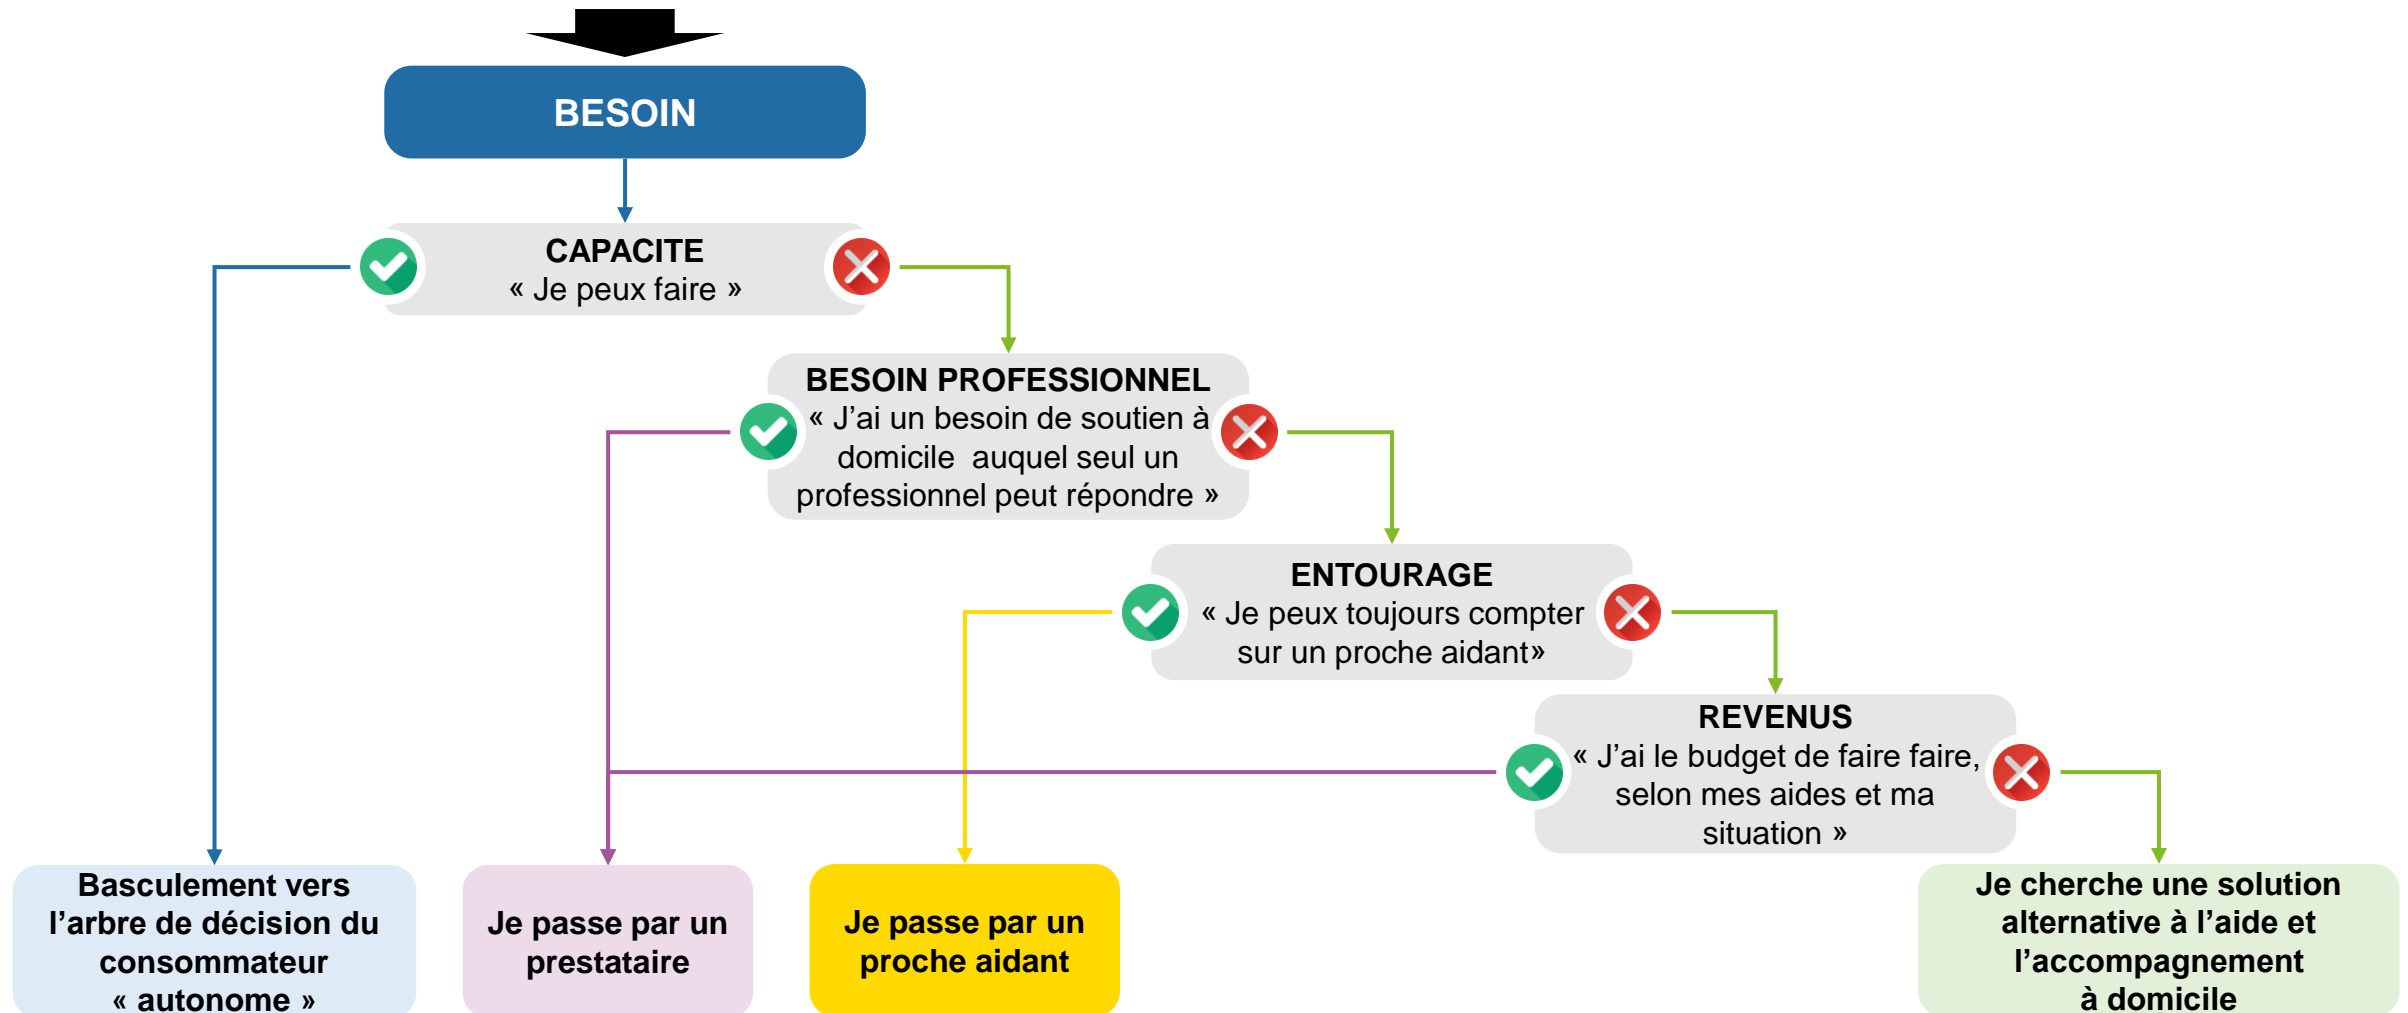 BESOIN
CAPACITE
« Je peux faire »
BESOIN PROFESSIONNEL
« J’ai un besoin de soutien à
domicile  auquel seul un
professionnel peut répondre »
ENTOURAGE
« Je peux toujours compter
sur un proche aidant»
REVENUS
« J’ai le budget de faire faire,
selon mes aides et ma
situation »
Basculement vers
l’arbre de décision du
consommateur
« autonome »
Je passe par un
prestataire
Je passe par un
proche aidant
Je cherche une solution
alternative à l’aide et
l’accompagnement
à domicile